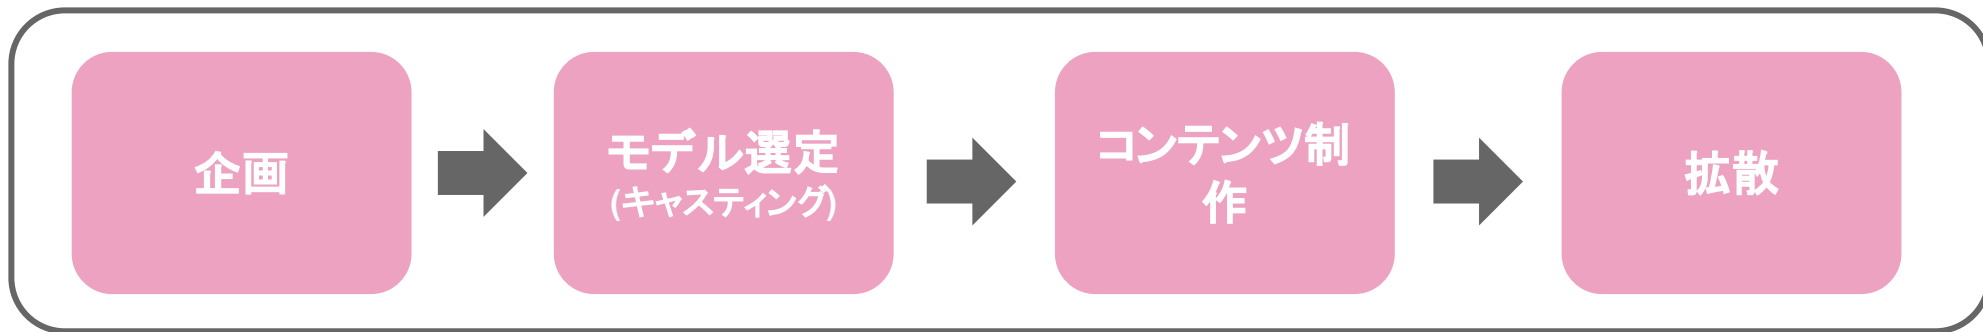 企画
モデル選定
(キャスティング)
コンテンツ制
作
拡散